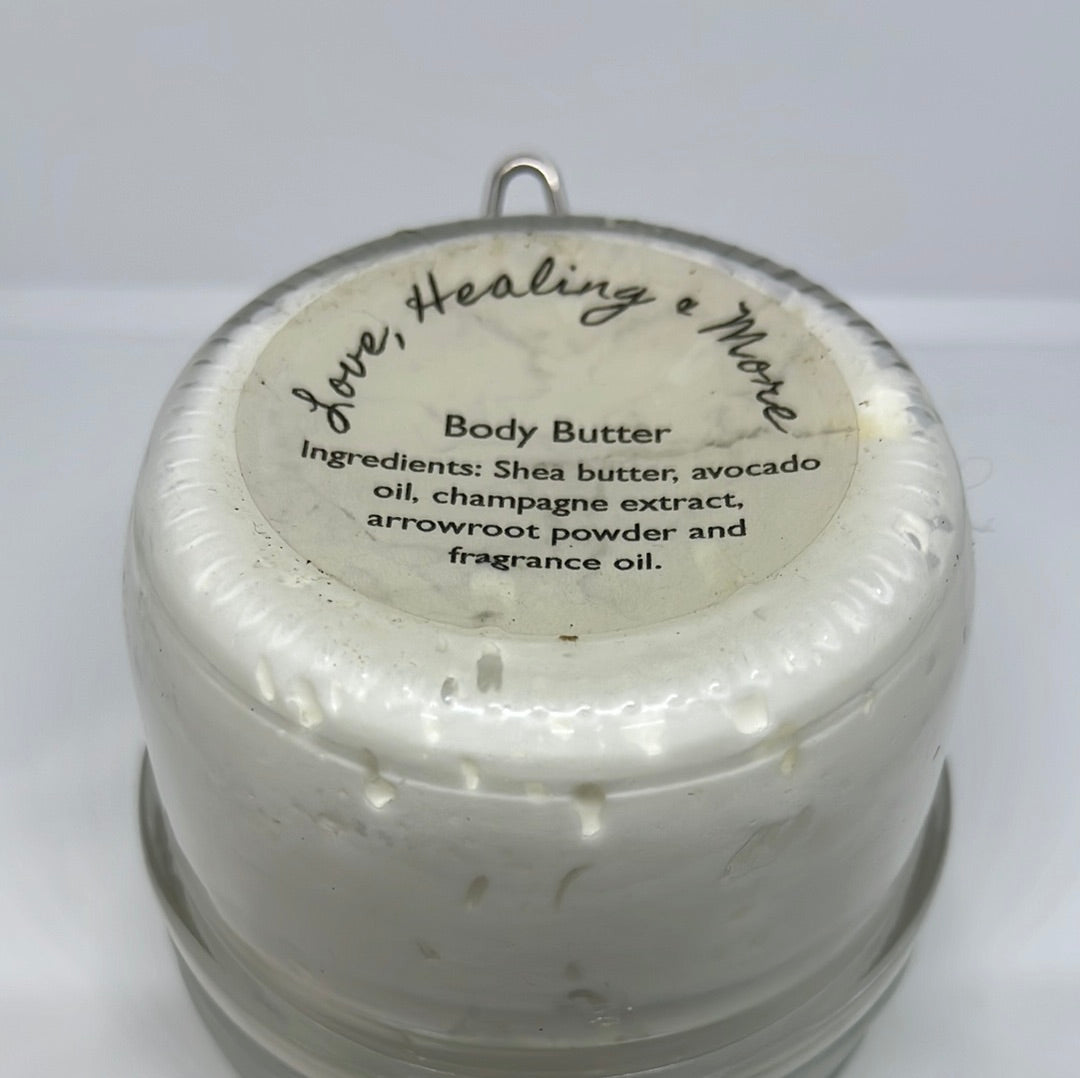 Love, Healing & More
Body Butter
Ingredients: Shea butter, avocado
oil, champagne extract,
arrowroot powder and
fragrance oil.